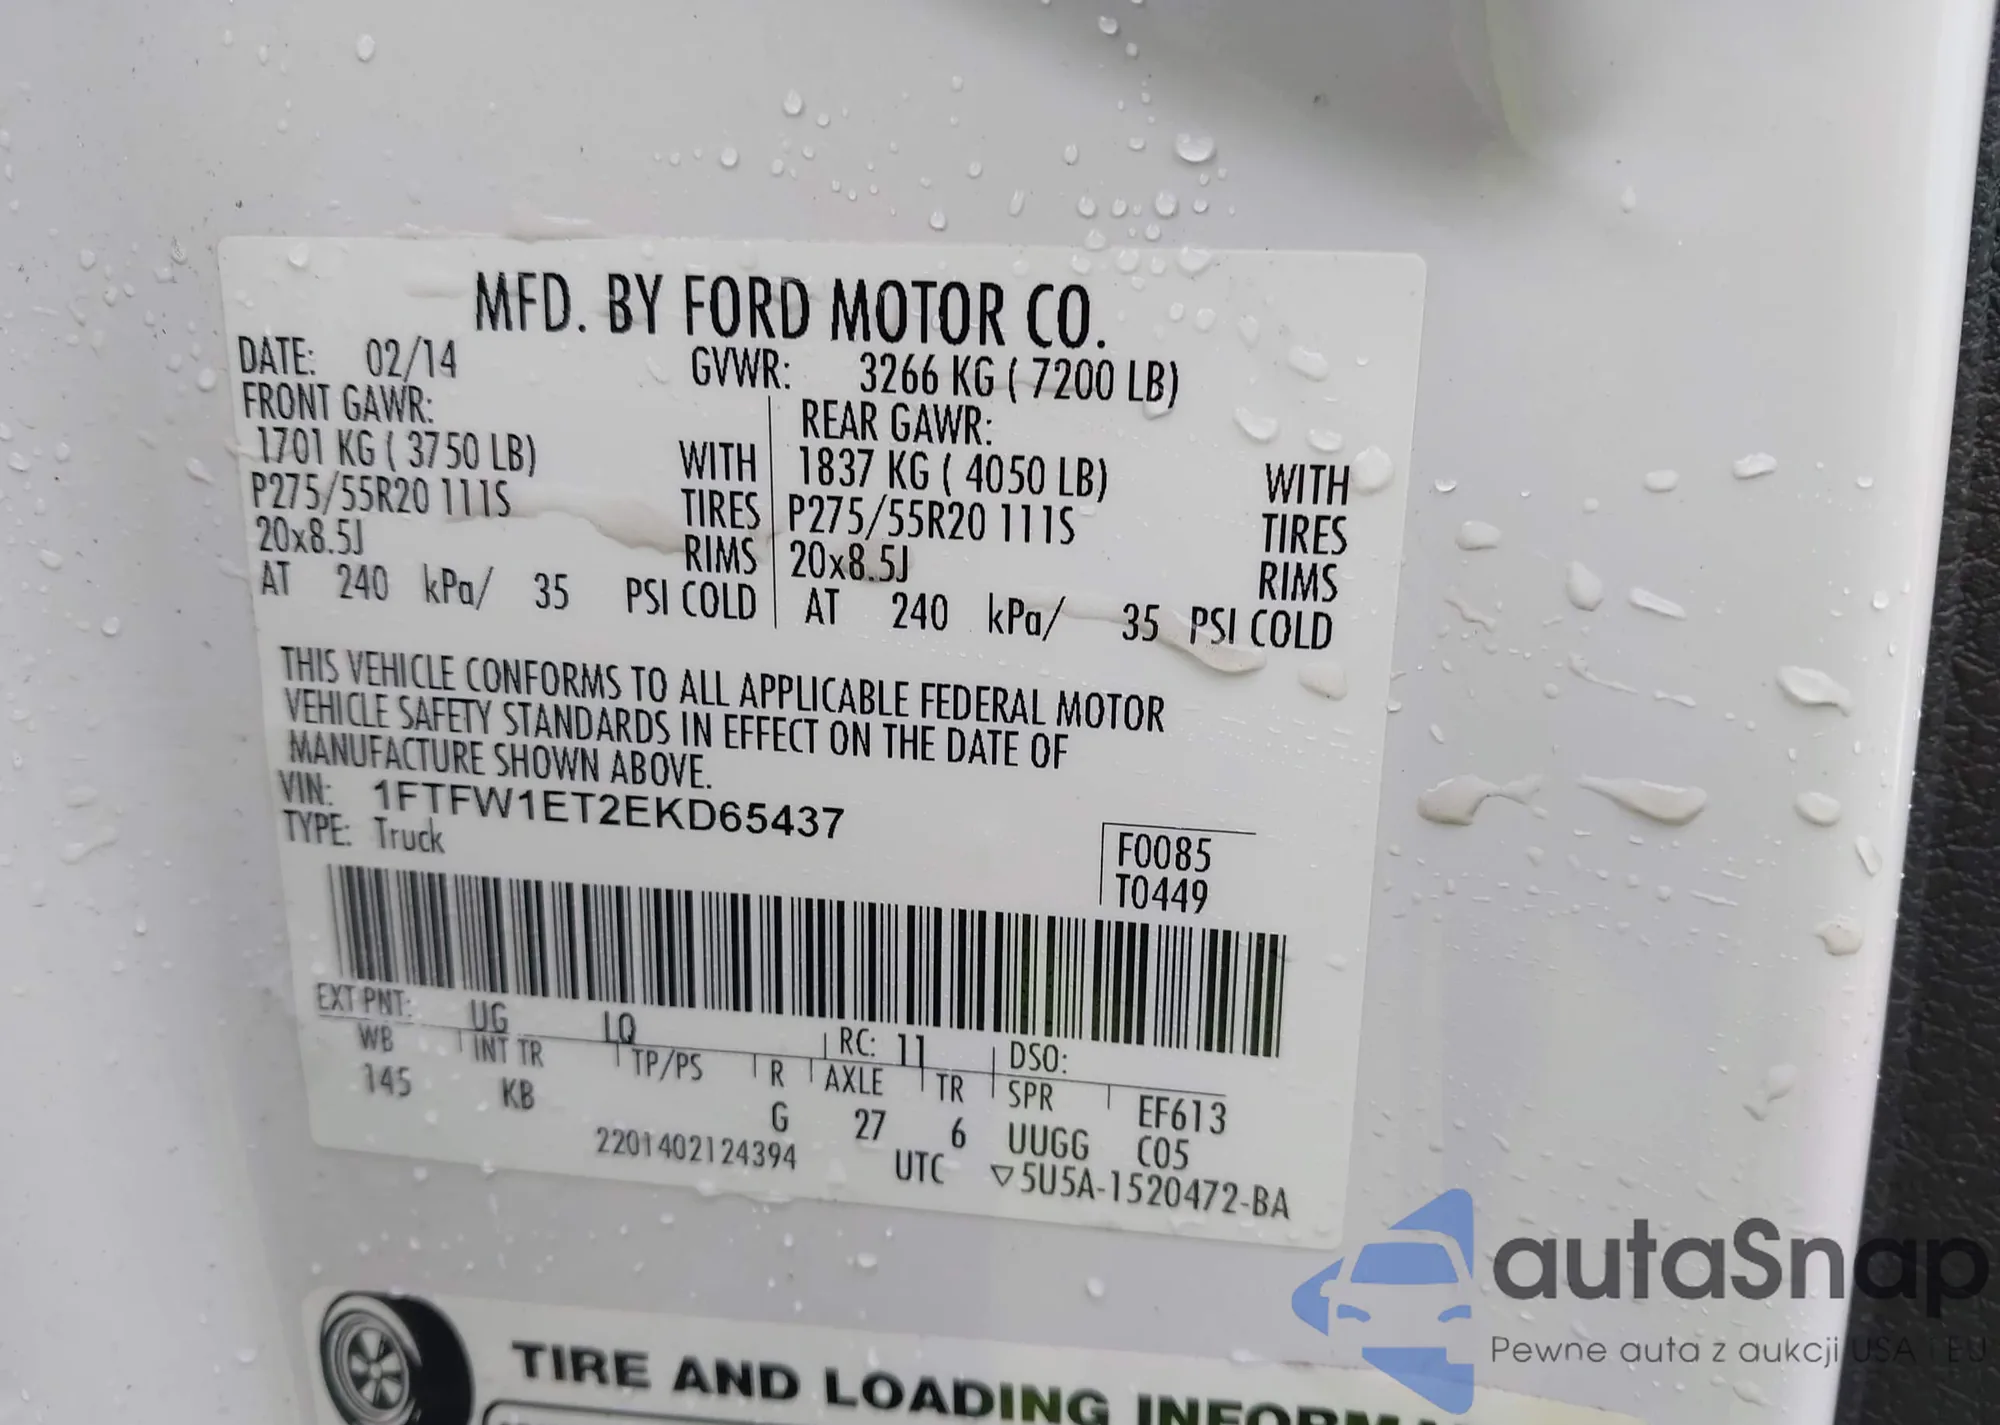 MFD. BY FORD MOTOR CO.
DATE: 02/14 GVWR: 3266 KG ( 7200 LB)
FRONT GAWR: REAR GAWR:
1701 KG ( 3750 LB) WITH 1837 KG ( 4050 LB) WITH
P275/55R20 111S TIRES P275/55R20 111S TIRES
20x8.5J RIMS 20x8.5J RIMS
AT 240 kPa/ 35 PSI COLD AT 240 kPa/ 35 PSI COLD
THIS VEHICLE CONFORMS TO ALL APPLICABLE FEDERAL MOTOR
VEHICLE SAFETY STANDARDS IN EFFECT ON THE DATE OF
MANUFACTURE SHOWN ABOVE.
VIN: 1FTFW1ET2EKD65437
TYPE: Truck
F0085
T0449
EXT PNT: UG LQ RC: 11 DSO:
WB INT TR TP/PS R AXLE TR SPR EF613
145 KB G 27 6 UUGG C05
2201402124394 UTC ▽5U5A-1520472-BA
TIRE AND LOADING
autaSnap
Pewne auta z aukcji USA i EU